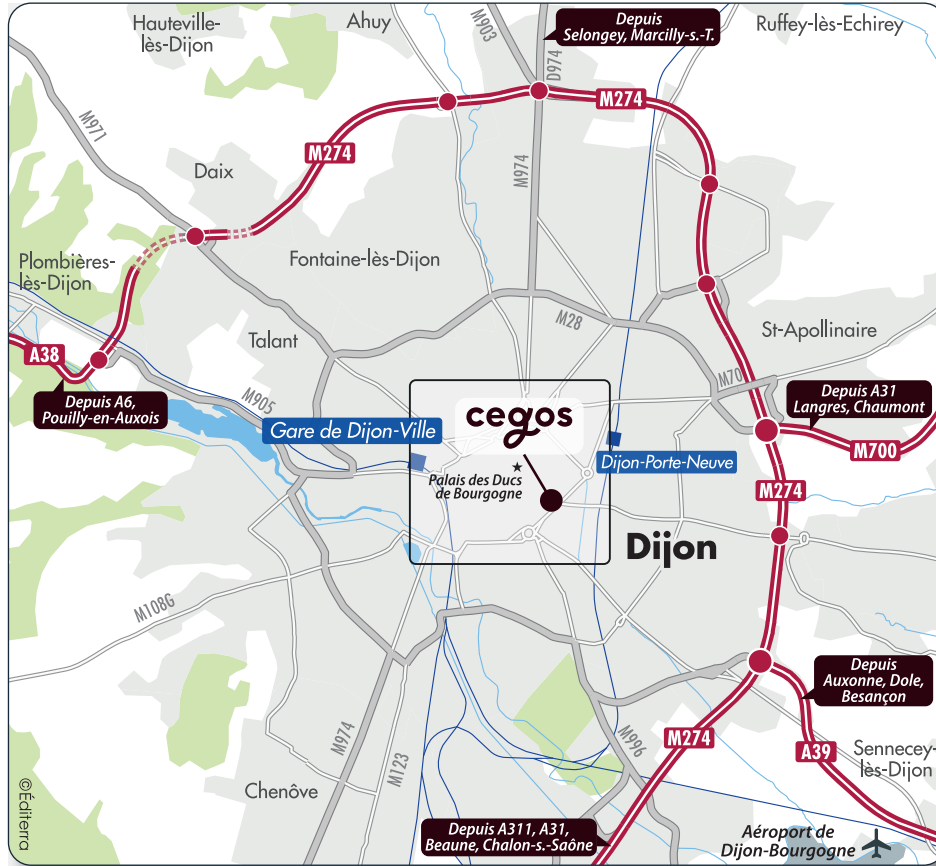 Hauteville-
lès-Dijon
Ahuy
M903
Depuis
Selongey, Marcilly-s.-T.
Ruffey-lès-Echirey
D974
M274
M971
M274
M974
Daix
Plombières-
lès-Dijon
Fontaine-lès-Dijon
M28
St-Apollinaire
Talant
A38
M70
Depuis A6,
Pouilly-en-Auxois
M905
Depuis A31
Langres, Chaumont
cegos
Gare de Dijon-Ville
M700
Dijon-Porte-Neuve
Palais des Ducs
de Bourgogne
M274
Dijon
M108G
Depuis
Auxonne, Dole,
Besançon
M974
M123
M996
M274
A39
Sennecey-
lès-Dijon
Chenôve
©Éditerra
Depuis A311, A31,
Beaune, Chalon-s.-Saône
Aéroport de
Dijon-Bourgogne